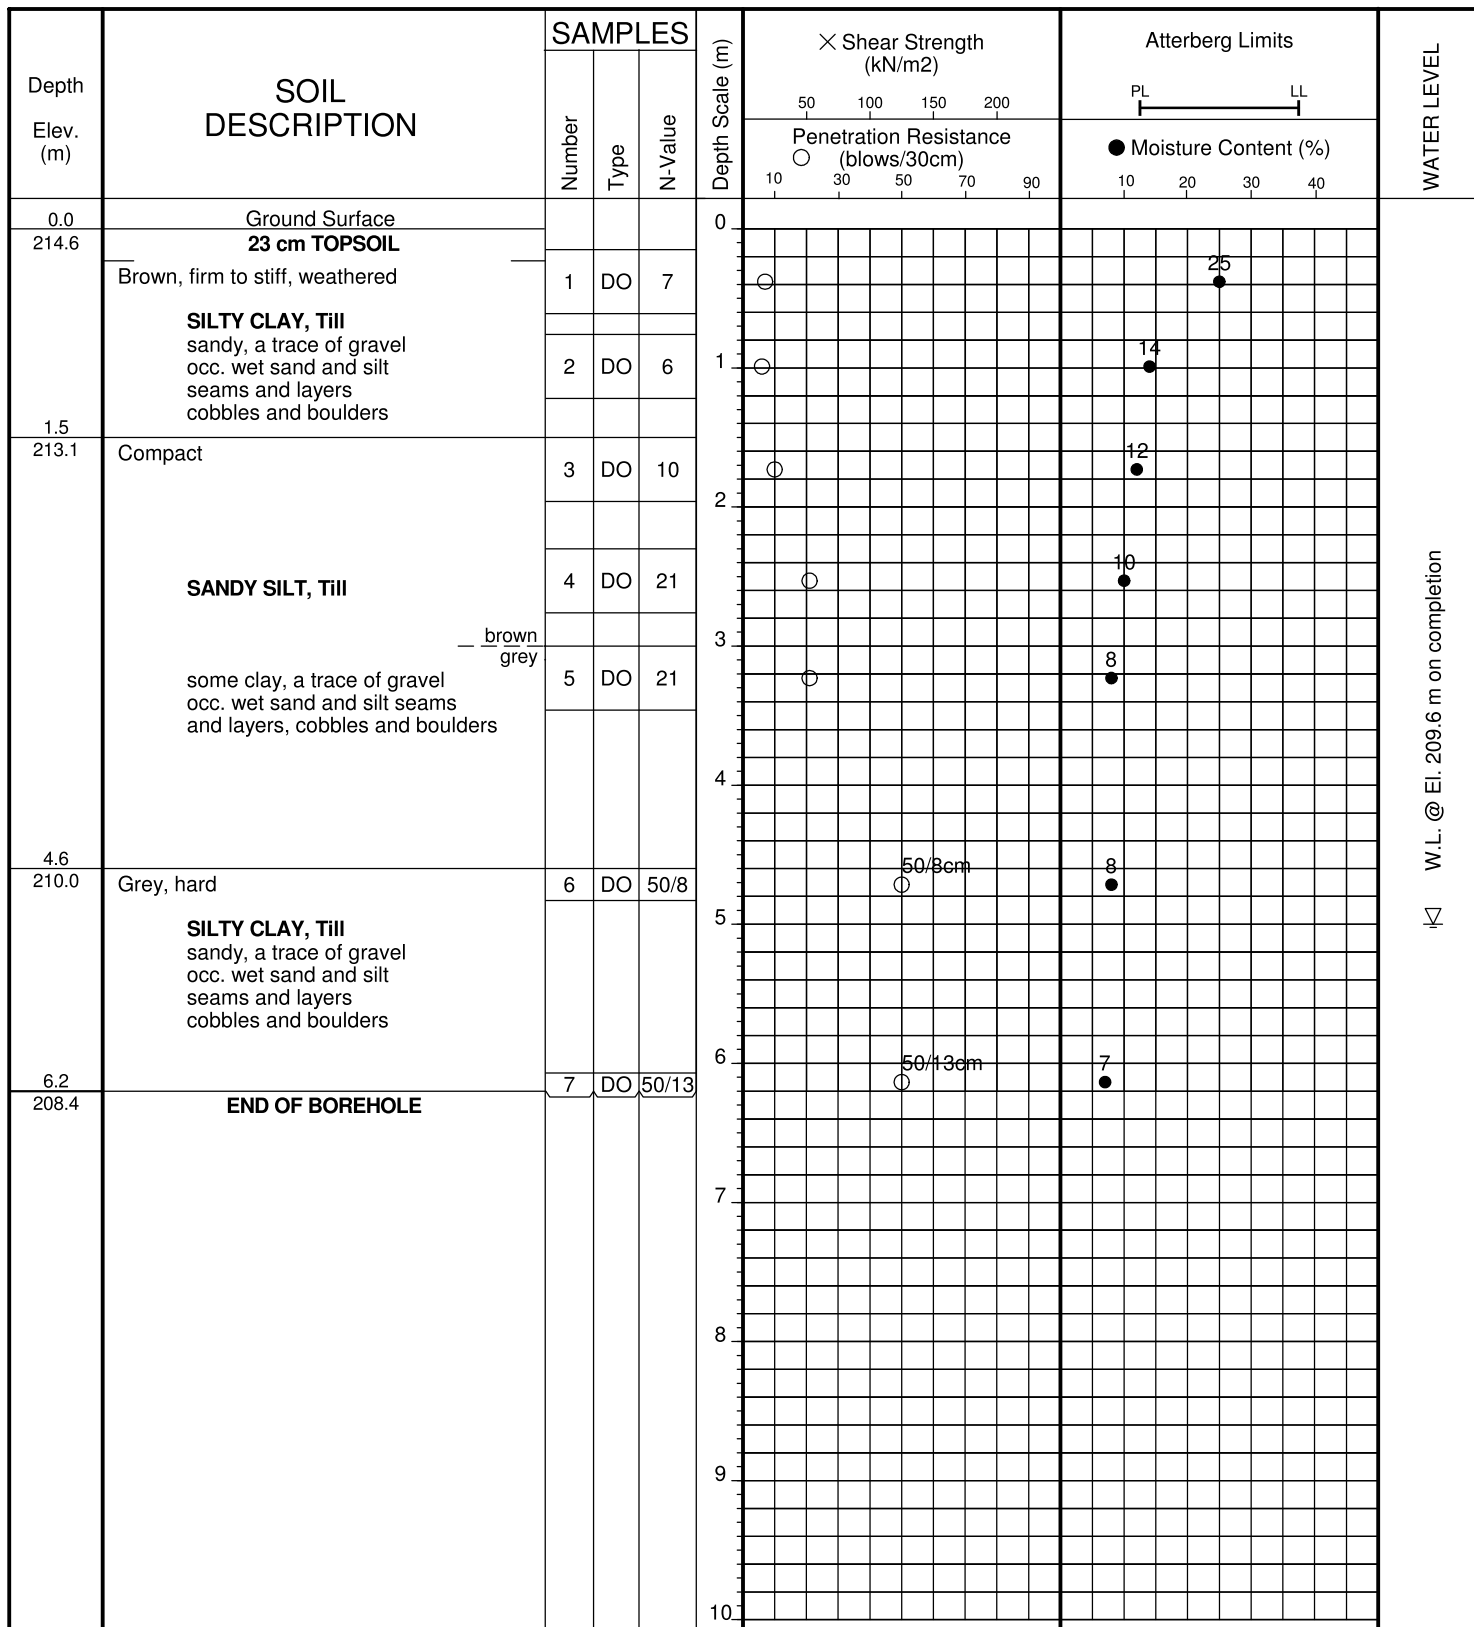 Depth
Elev.
(m)
SOIL
DESCRIPTION
SAMPLES
Number
Type
N-Value
Depth Scale (m)
Shear Strength
(kN/m2)
50 100 150 200
Penetration Resistance
(blows/30cm)
10 30 50 70 90
Atterberg Limits
PL LL
Moisture Content (%)
10 20 30 40
WATER LEVEL
0.0 Ground Surface 0
214.6 23 cm TOPSOIL
25
Brown, firm to stiff, weathered 1 DO 7
SILTY CLAY, Till
sandy, a trace of gravel
14
occ. wet sand and silt 2 DO 6 1
seams and layers
cobbles and boulders
1.5
213.1 Compact 12
3 DO 10
2
10
SANDY SILT, Till 4 DO 21
brown 3
grey 8
some clay, a trace of gravel 5 DO 21
occ. wet sand and silt seams
and layers, cobbles and boulders
4
4.6 50/8cm 8
210.0 Grey, hard 6 DO 50/8
SILTY CLAY, Till 5
sandy, a trace of gravel
occ. wet sand and silt
seams and layers
cobbles and boulders
6 50/13cm 7
6.2 7 DO 50/13
208.4 END OF BOREHOLE
7
8
9
10
W.L. @ El. 209.6 m on completion